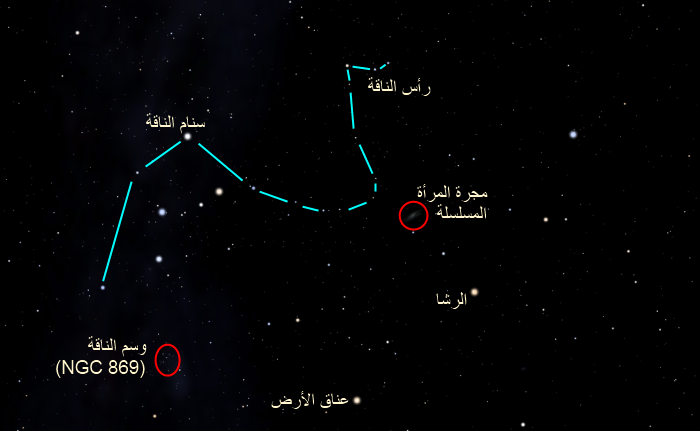 رأس الناقة
سنام الناقة
مجرة المرأة
المسلسلة
الرشا
وسم الناقة
(NGC 869)
عناق الأرض